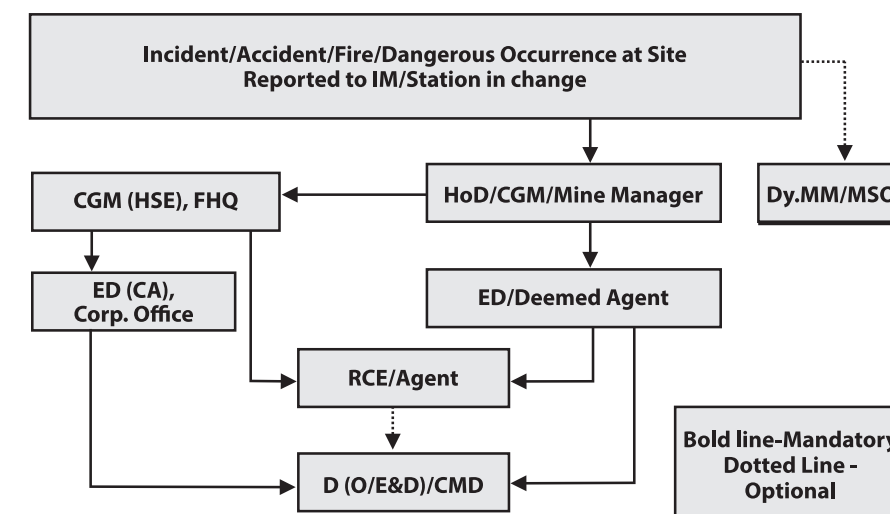 Incident/Accident/Fire/Dangerous Occurrence at Site
Reported to IM/Station in change
CGM (HSE), FHQ
HoD/CGM/Mine Manager
Dy.MM/MSO
ED (CA),
Corp. Office
ED/Deemed Agent
RCE/Agent
D (O/E&D)/CMD
Bold line-Mandatory
Dotted Line -
Optional